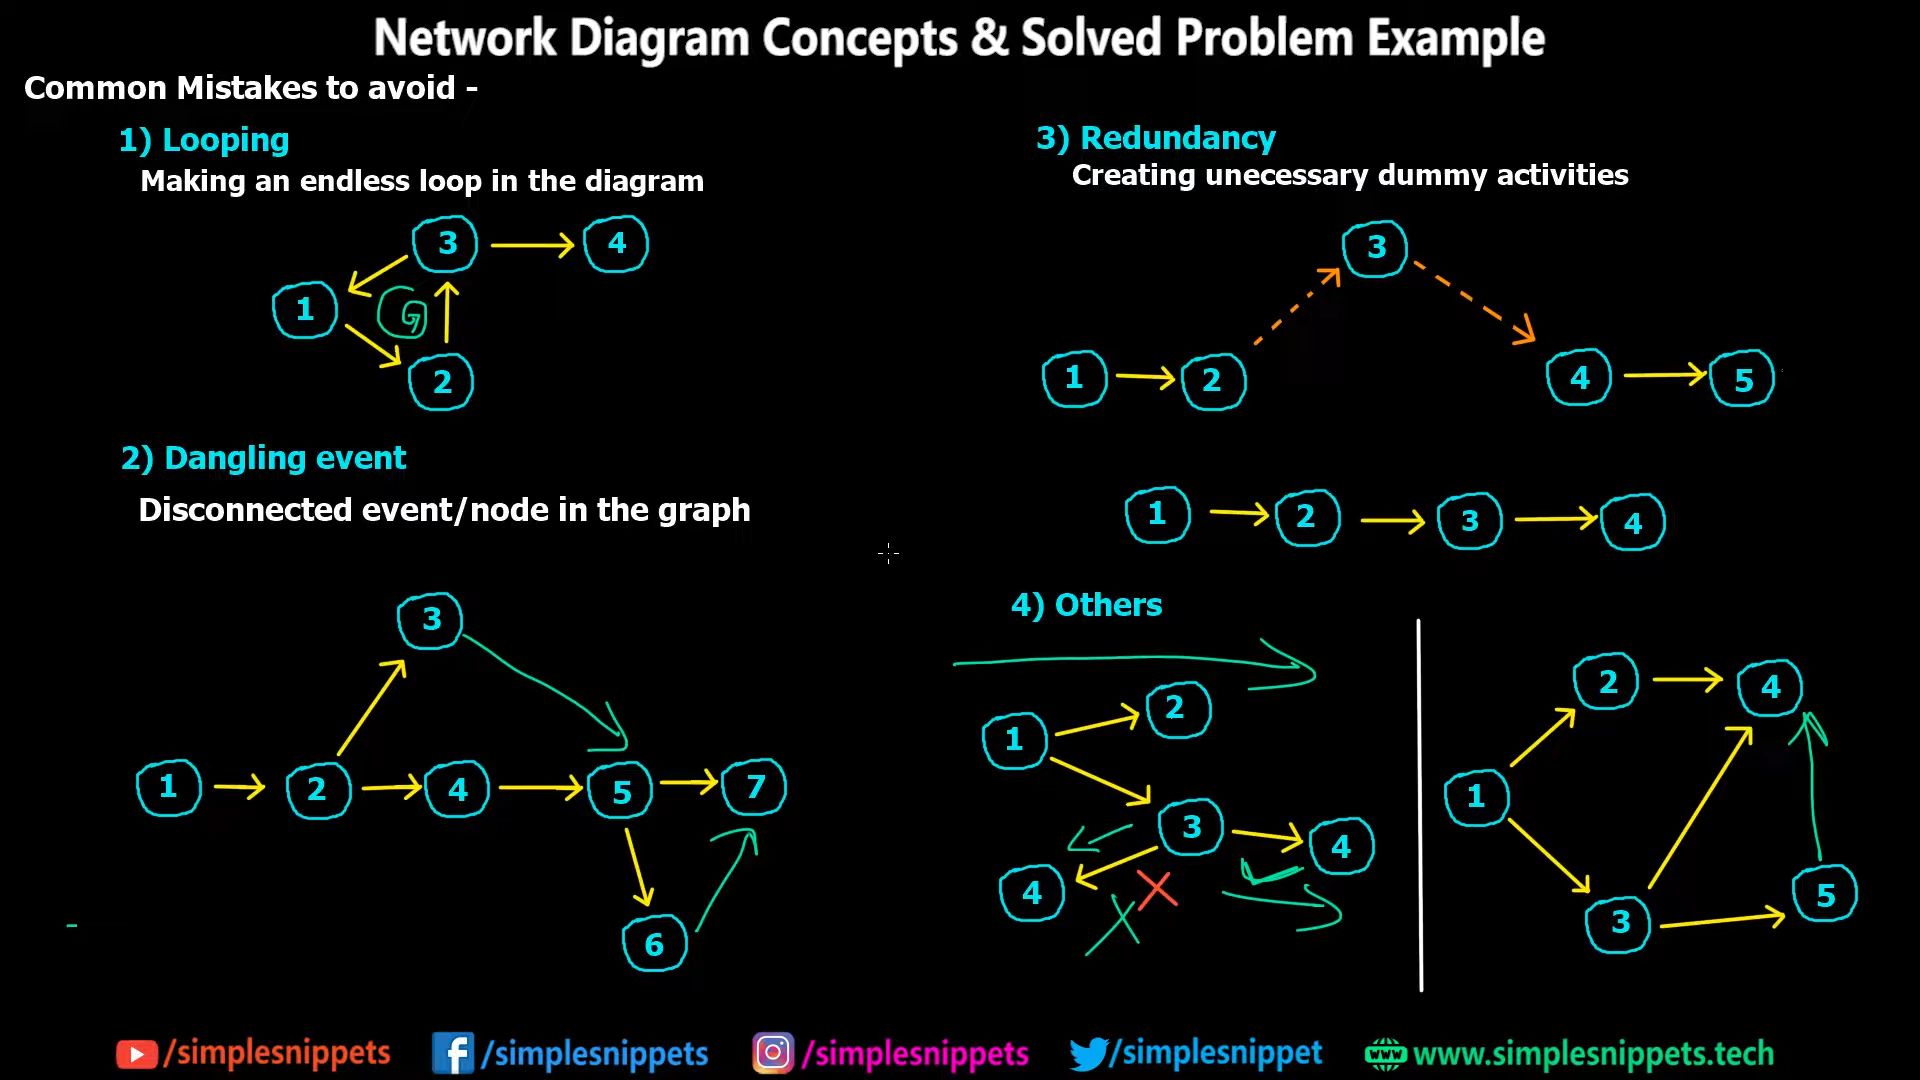 Network Diagram Concepts & Solved Problem Example
Common Mistakes to avoid -
1) Looping
Making an endless loop in the diagram
3 4
1 G
2
2) Dangling event
Disconnected event/node in the graph
3
1 2 4 5 7
6
3) Redundancy
Creating unecessary dummy activities
3
1 2 4 5
1 2 3 4
4) Others
2
1
3 4
4
2 4
1
3 5
/simplesnippets /simplesnippets /simplesnippets /simplesnippet www.simplesnippets.tech